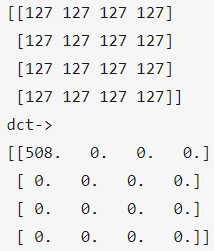 [[127 127 127 127]
 [127 127 127 127]
 [127 127 127 127]
 [127 127 127 127]]
dct->
[[508.   0.   0.   0.]
 [ 0.   0.   0.   0.]
 [ 0.   0.   0.   0.]
 [ 0.   0.   0.   0.]]